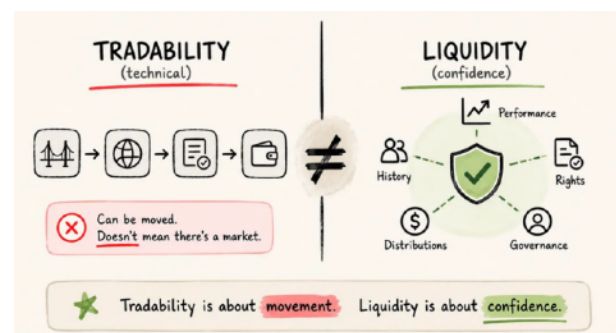 TRADABILITY
(technical)
≠
Can be moved.
Doesn't mean there's a market.
LIQUIDITY
(confidence)
Performance
History
Rights
$
Distributions
Governance
Tradability is about movement. Liquidity is about confidence.